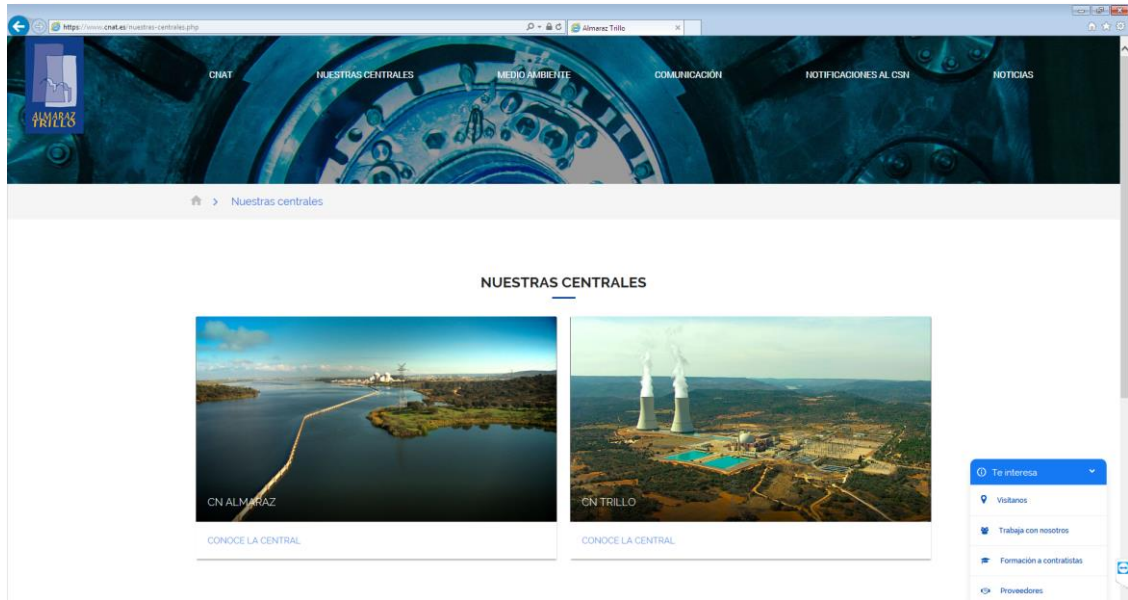 https://www.cnat.es/nuestras-centrales.php
Almaraz Trillo
ALMARAZ
TRILLO
CNAT
NUESTRAS CENTRALES
MEDIO AMBIENTE
COMUNICACIÓN
NOTIFICACIONES AL CSN
NOTICIAS
Nuestras centrales
NUESTRAS CENTRALES
CN ALMARAZ
CN TRILLO
CONOCE LA CENTRAL
CONOCE LA CENTRAL
Te interesa
Visítanos
Trabaja con nosotros
Formación a contratistas
Proveedores